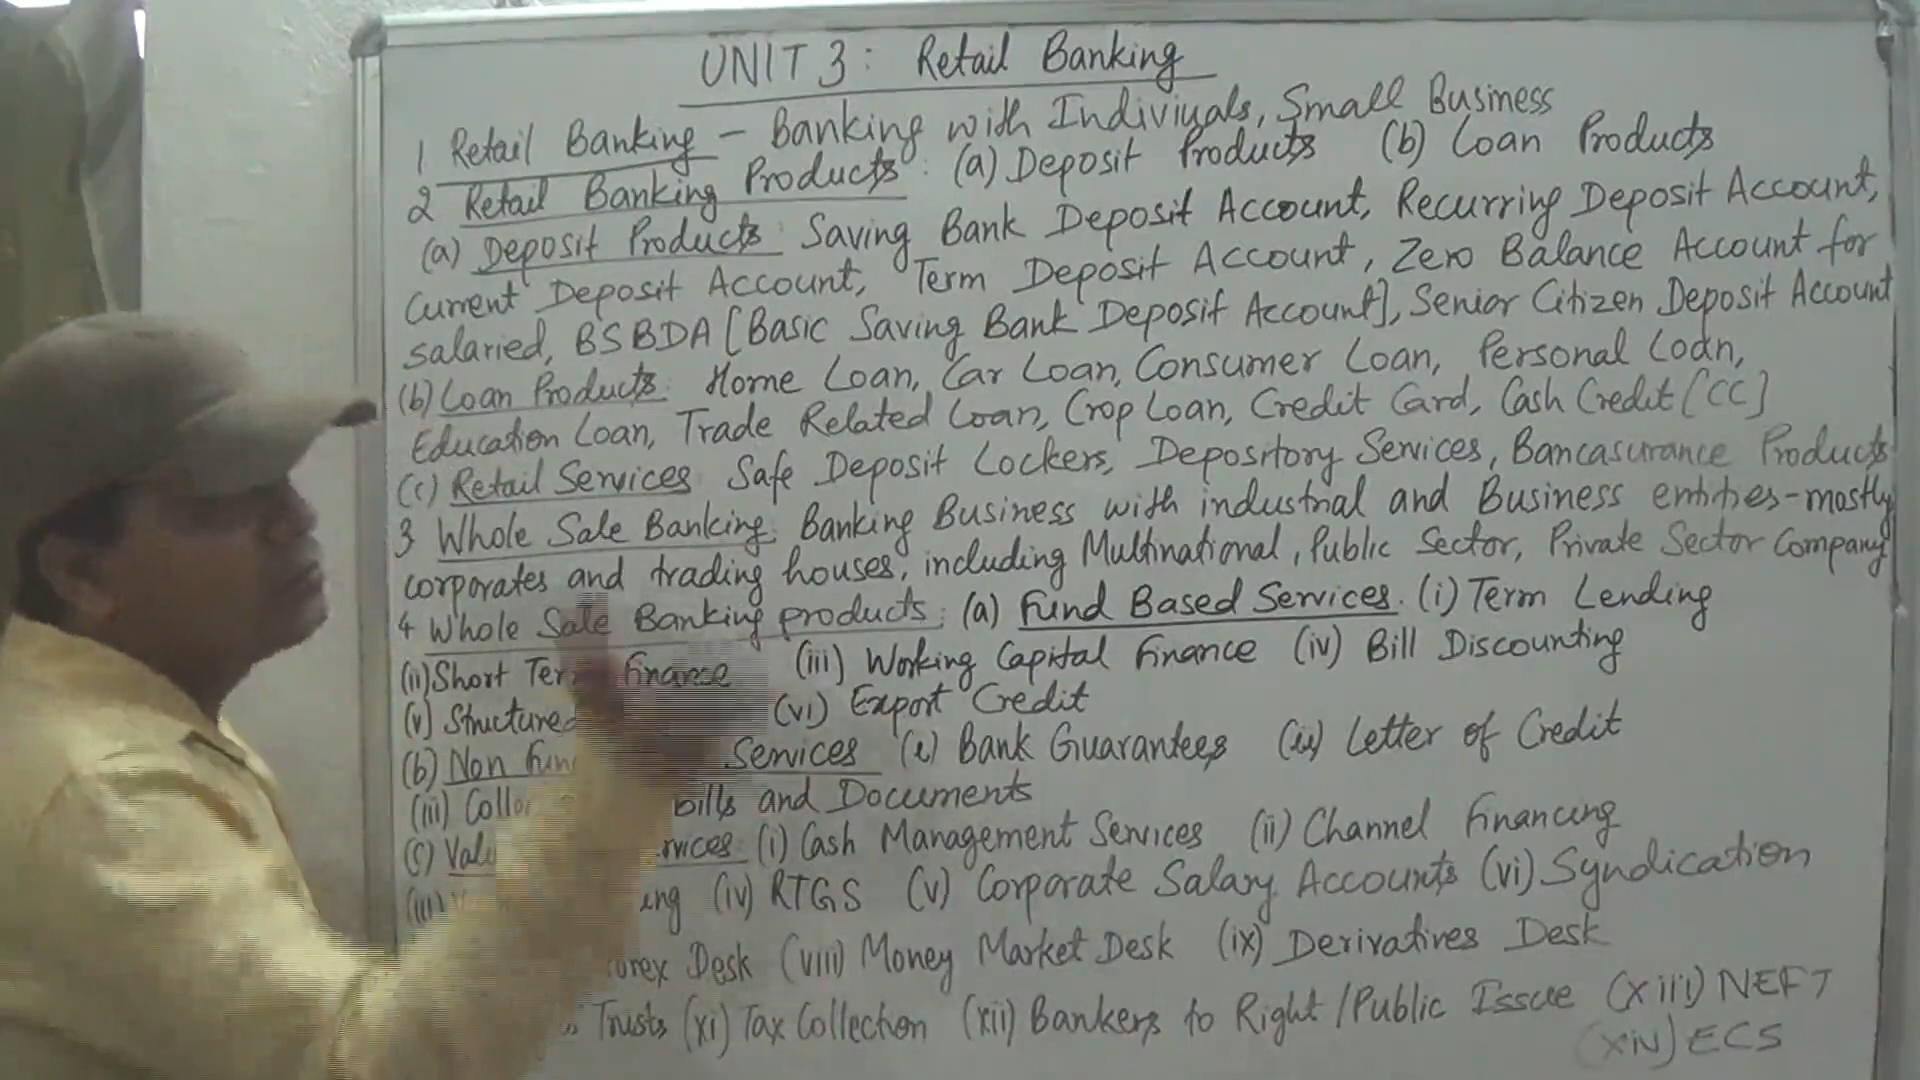 UNIT 3: Retail Banking
1 Retail Banking - Banking with Indiviuals, Small Business
2 Retail Banking Products: (a) Deposit Products (b) Loan Products
(a) Deposit Products: Saving Bank Deposit Account, Recurring Deposit Account,
Current Deposit Account, Term Deposit Account, Zero Balance Account for
salaried, BSBDA [Basic Saving Bank Deposit Account], Senior Citizen Deposit Account
(b) Loan Products: Home Loan, Car Loan, Consumer Loan, Personal Loan,
Education Loan, Trade Related Loan, Crop Loan, Credit Card, Cash Credit [CC]
(c) Retail Services Safe Deposit Lockers, Depository Services, Bancasurance Products
3 Whole Sale Banking: Banking Business with industrial and Business entities-mostly
corporates and trading houses, including Multinational, Public Sector, Private Sector Company
4 Whole Sale Banking products: (a) Fund Based Services. (i) Term Lending
(ii) Short Term Finance (iii) Working Capital Finance (iv) Bill Discounting
(v) Structured (vi) Export Credit
(b) Non Services (i) Bank Guarantees (ii) Letter of Credit
(iii) bills and Documents
(c) (i) Cash Management Services (ii) Channel Financing
(iv) RTGS (v) Corporate Salary Accounts (vi) Syndication
Desk (viii) Money Market Desk (ix) Derivatives Desk
Trusts (xi) Tax Collection (xii) Bankers to Right/Public Issue (xiii) NEFT
(xiv) ECS